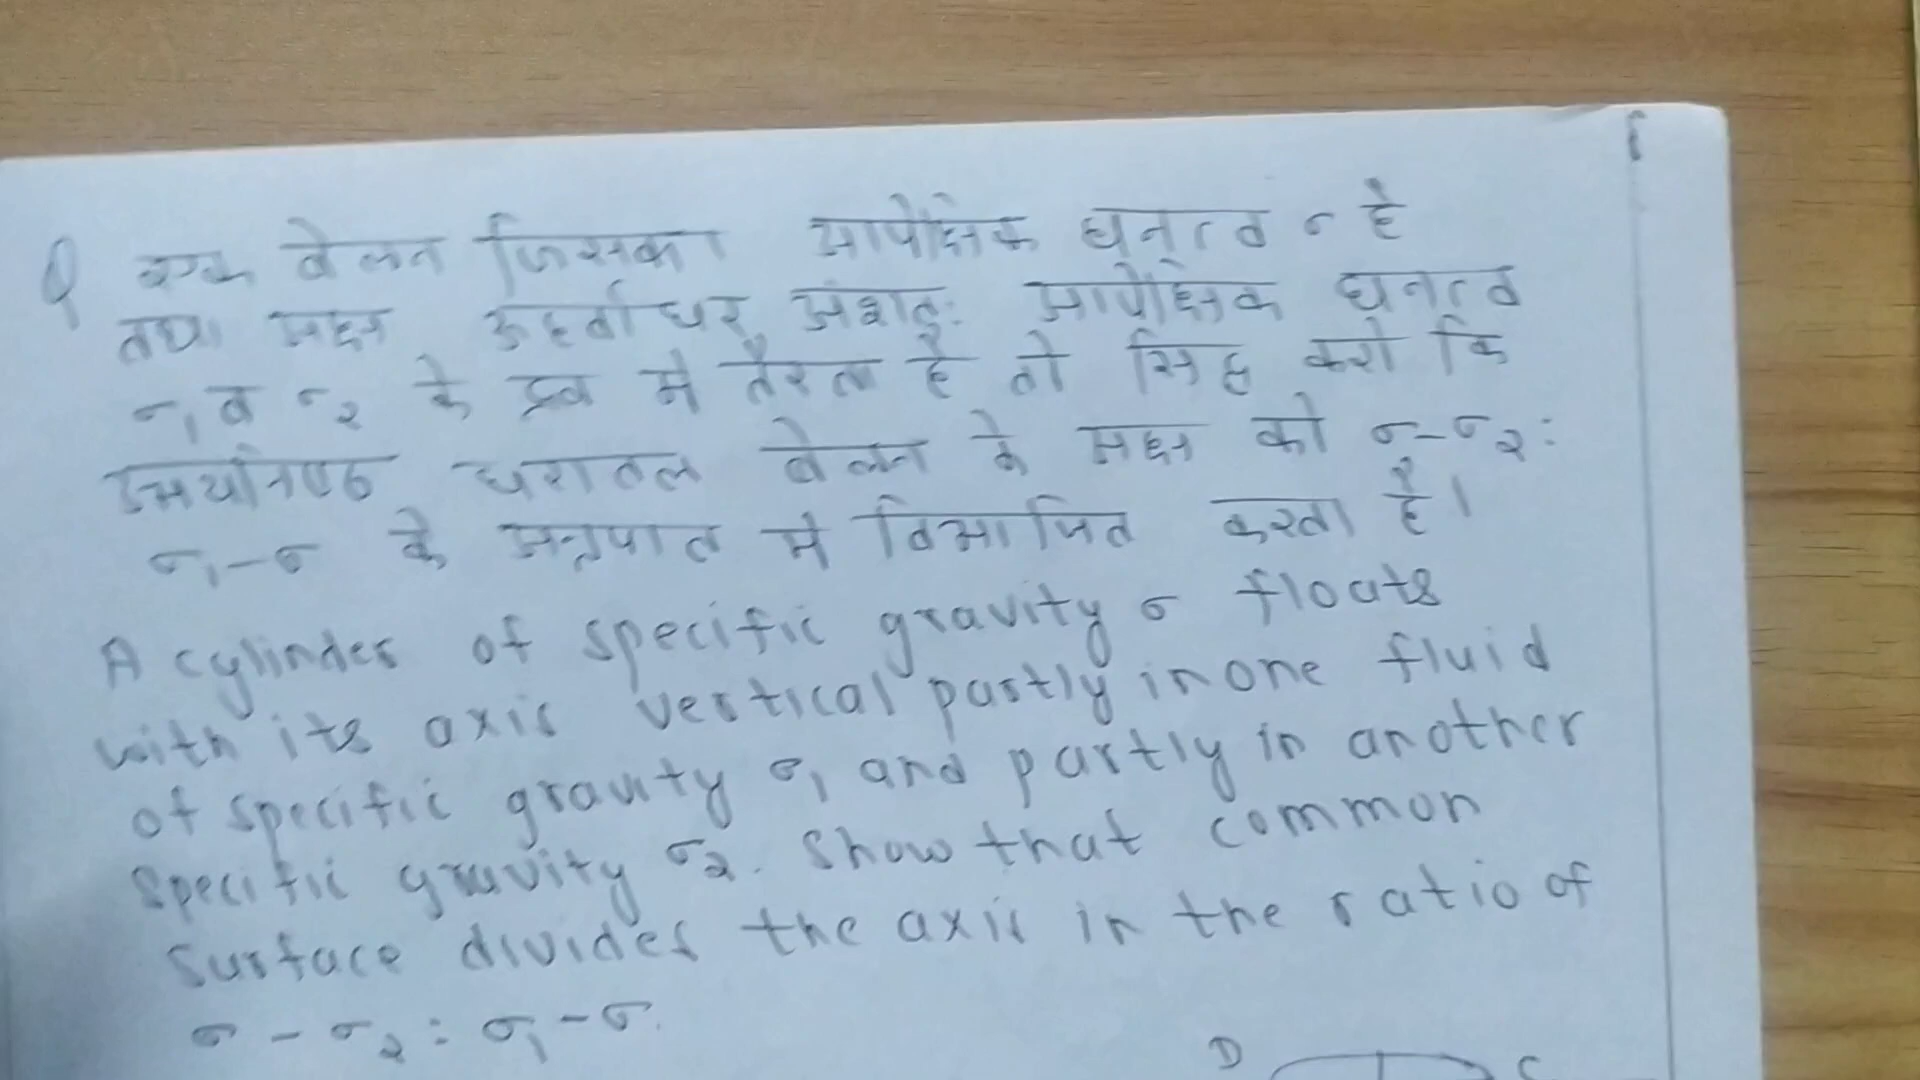 Q एक बेलन जिसका आपेक्षिक घनत्व σ है
तथा अक्ष ऊर्ध्वाधर, अंशतः आपेक्षिक घनत्व
σ₁ व σ₂ के द्रव में तैरता है तो सिद्ध करो कि
उभयनिष्ठ धरातल बेलन के अक्ष को σ-σ₂:
σ₁-σ के अनुपात में विभाजित करता है।
A cylinder of specific gravity σ floats
with its axis vertical partly in one fluid
of specific gravity σ₁ and partly in another
specific gravity σ₂. Show that common
surface divides the axis in the ratio of
σ - σ₂ : σ₁ - σ.
D C